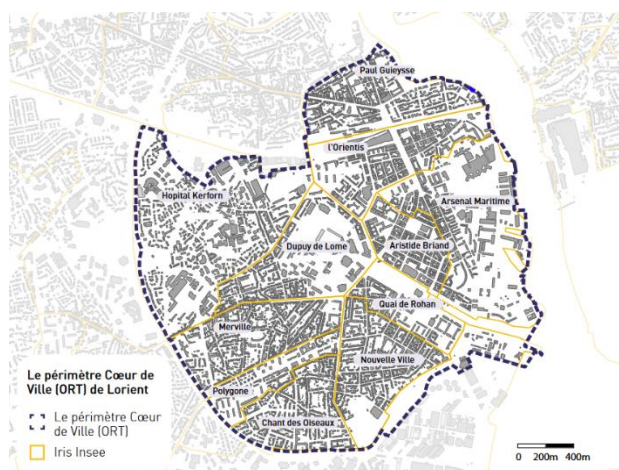 Paul Guieysse
l'Orientis
Hopital Kerforn
Arsenal Maritime
Dupuy de Lome
Aristide Briand
Quai de Rohan
Merville
Nouvelle Ville
Polygone
Chant des Oiseaux
Le périmètre Cœur de
Ville (ORT) de Lorient
Le périmètre Cœur
de Ville (ORT)
Iris Insee
0 200m 400m